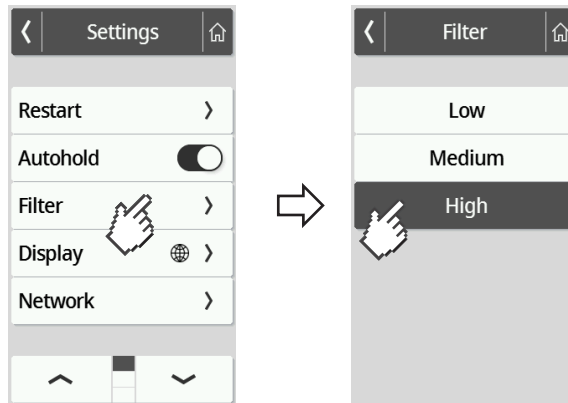 Settings
Restart
Autohold
Filter
Display
Network
Filter
Low
Medium
High